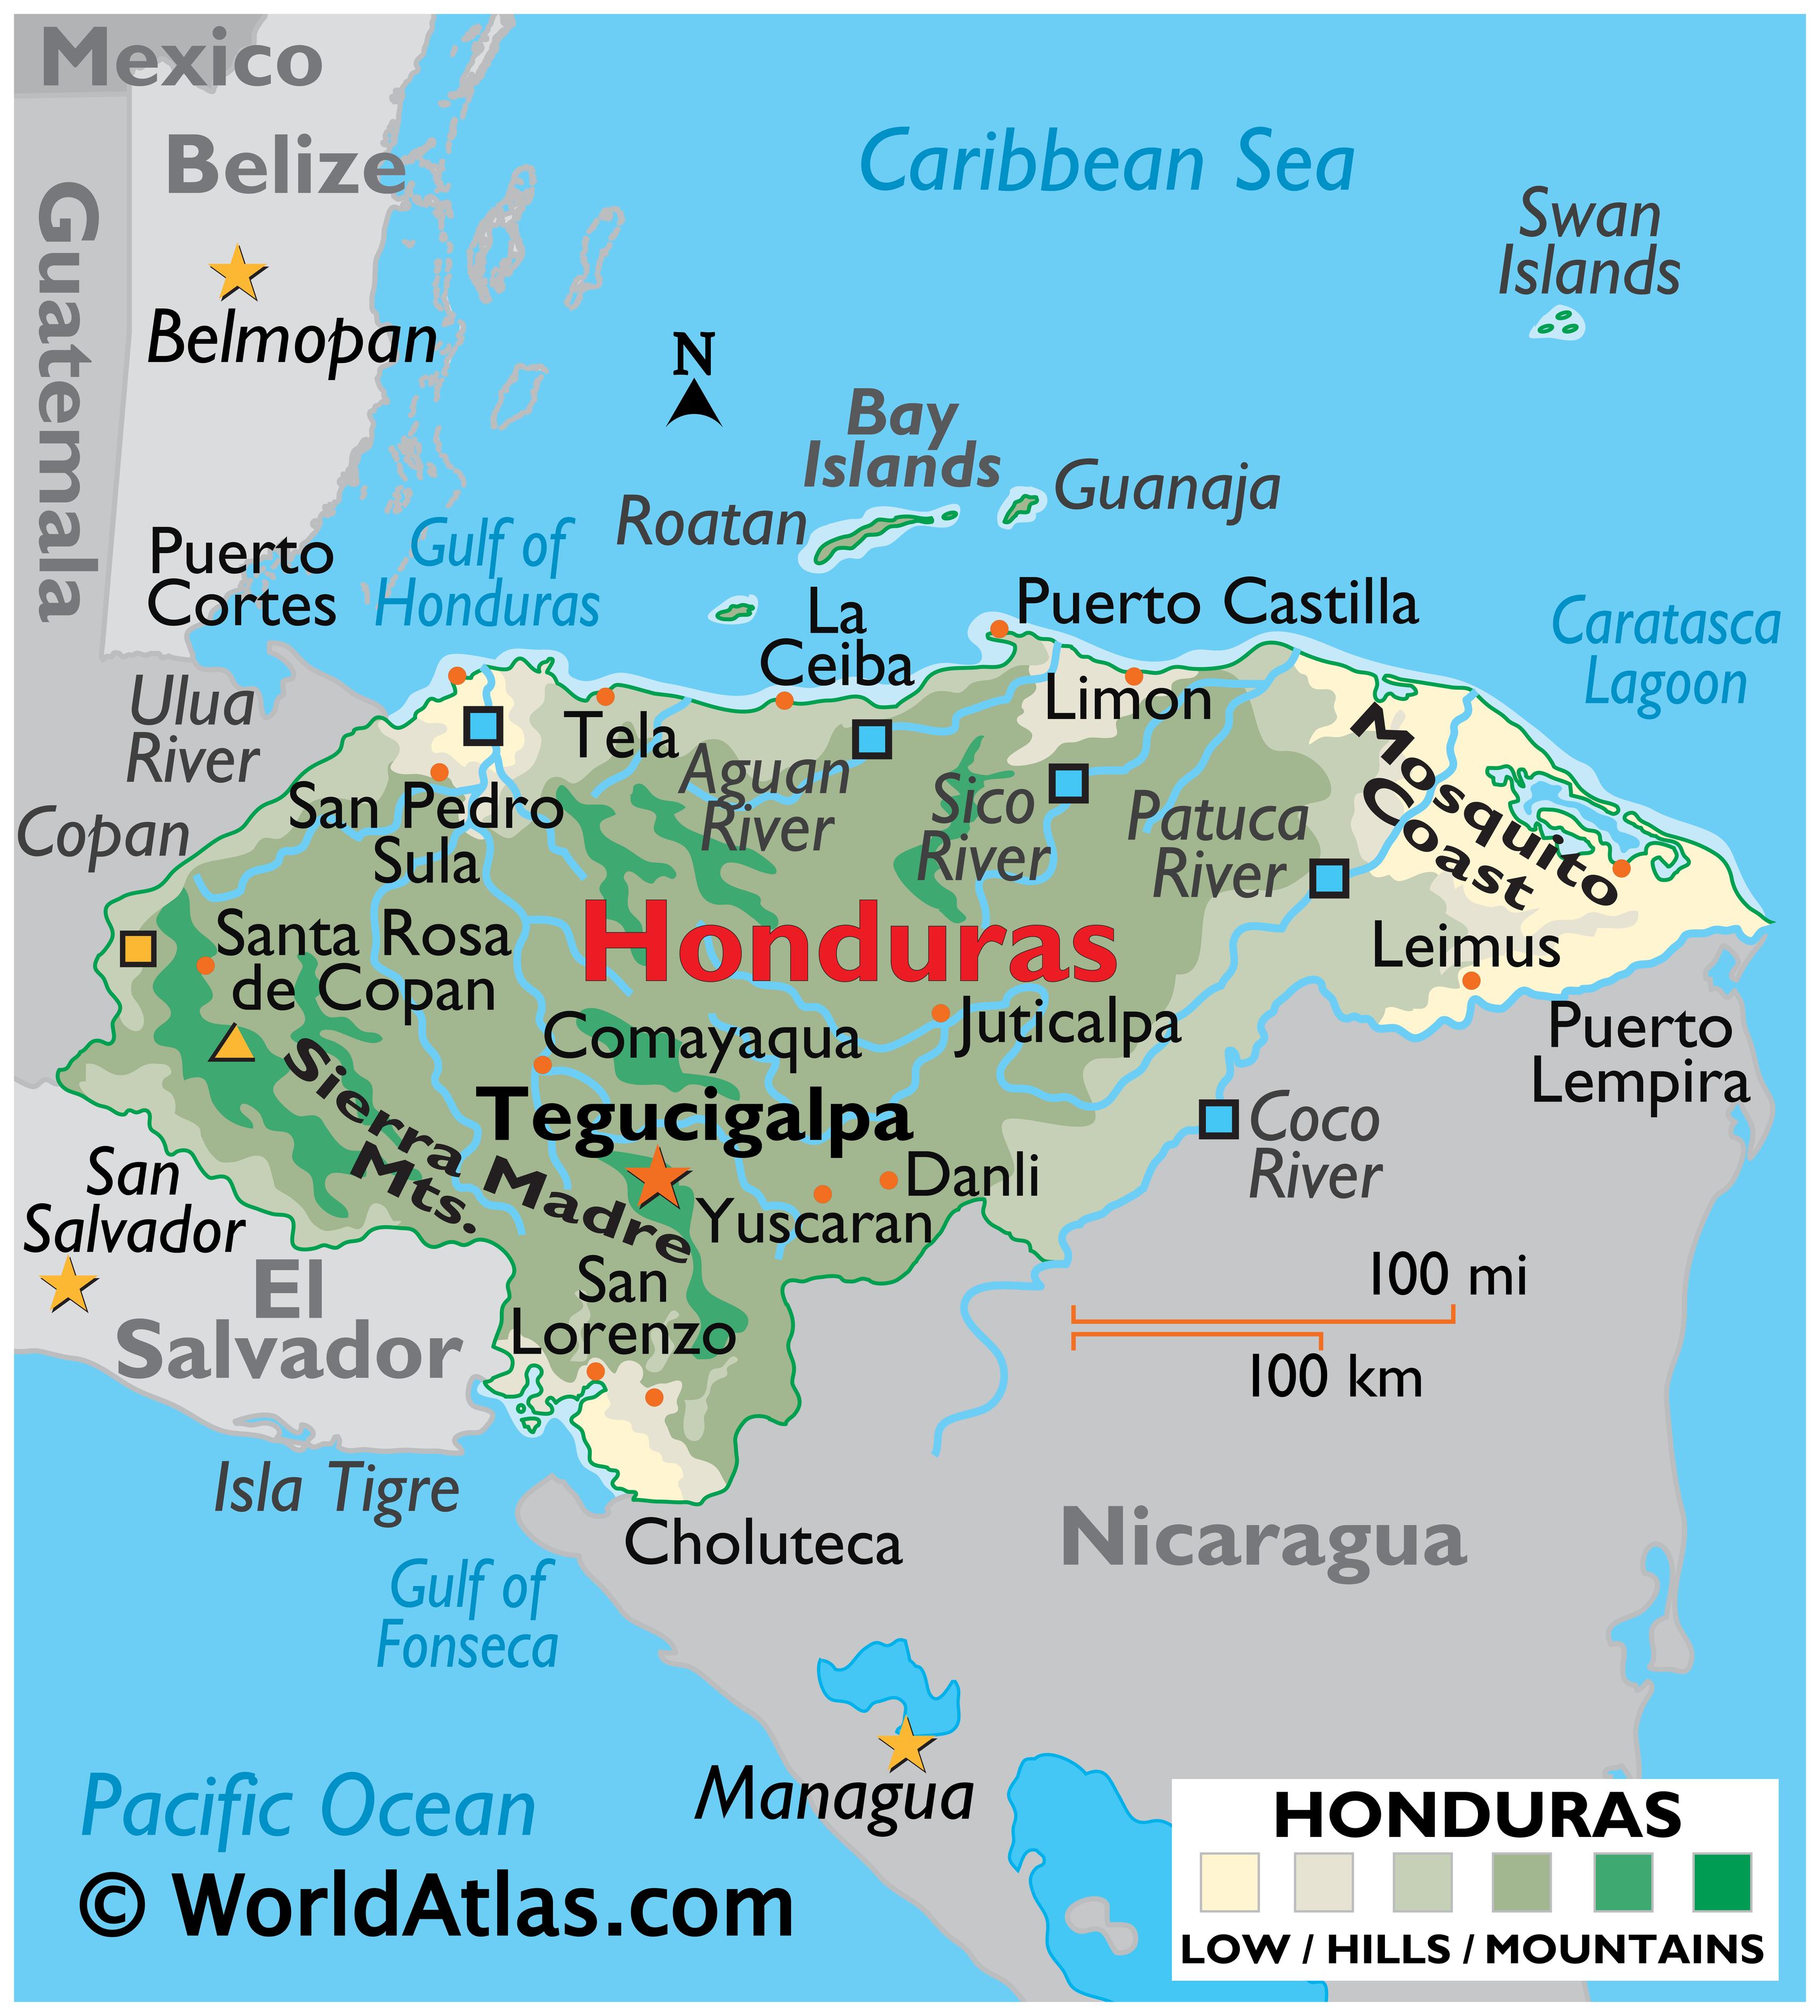 Mexico
Belize
Guatemala
Belmopan
Caribbean Sea
Swan
Islands
N
Bay
Islands
Roatan
Guanaja
Puerto
Cortes
Gulf of
Honduras
La
Ceiba
Puerto Castilla
Caratasca
Lagoon
Ulua
River
Tela
Limon
Aguan
River
Sico
River
Patuca
River
Mosquito
Coast
Copan
San Pedro
Sula
Santa Rosa
de Copan
Honduras
Leimus
Comayaqua
Juticalpa
Puerto
Lempira
Sierra Madre
Mts.
Tegucigalpa
Coco
River
San
Salvador
Danli
Yuscaran
El
Salvador
San
Lorenzo
100 mi
100 km
Isla Tigre
Choluteca
Nicaragua
Gulf of
Fonseca
Managua
Pacific Ocean
© WorldAtlas.com
HONDURAS
LOW / HILLS / MOUNTAINS